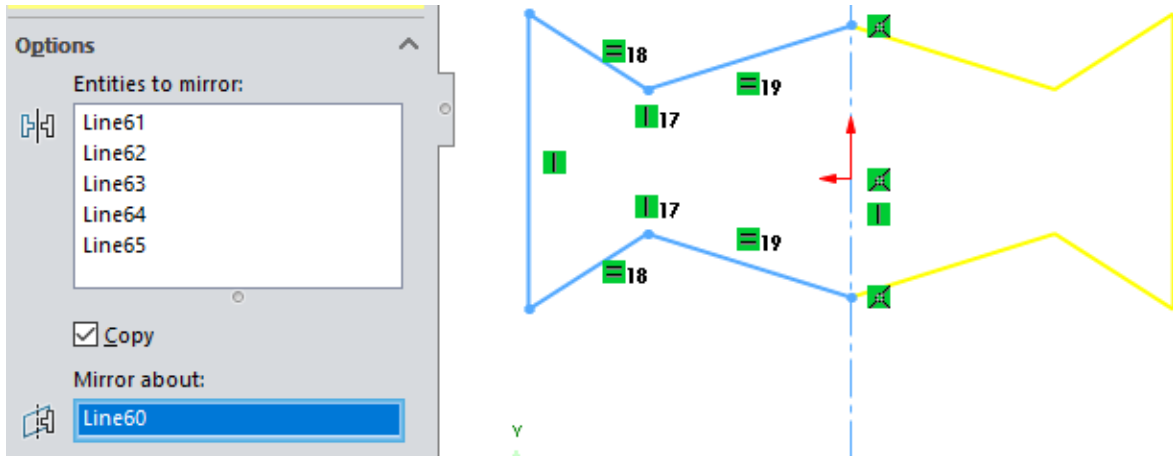 Options
Entities to mirror:
Line61
Line62
Line63
Line64
Line65
Copy
Mirror about:
Line60
18
19
17
17
19
18
Y